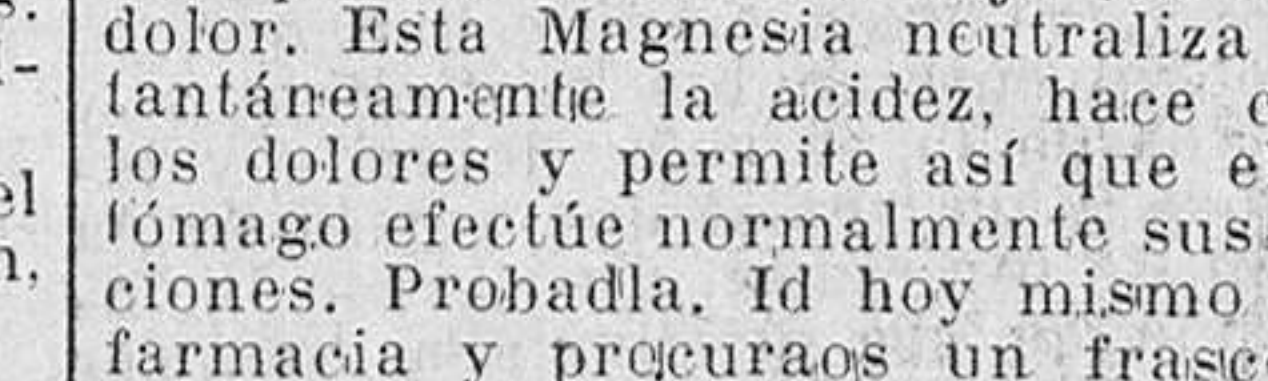 dolor. Esta Magnesia neutraliza
tantáneamente la acidez, hace
los dolores y permite así que
el
tómago efectúe normalmente sus
ciones. Probadla. Id hoy mismo
farmacia y procuraos un